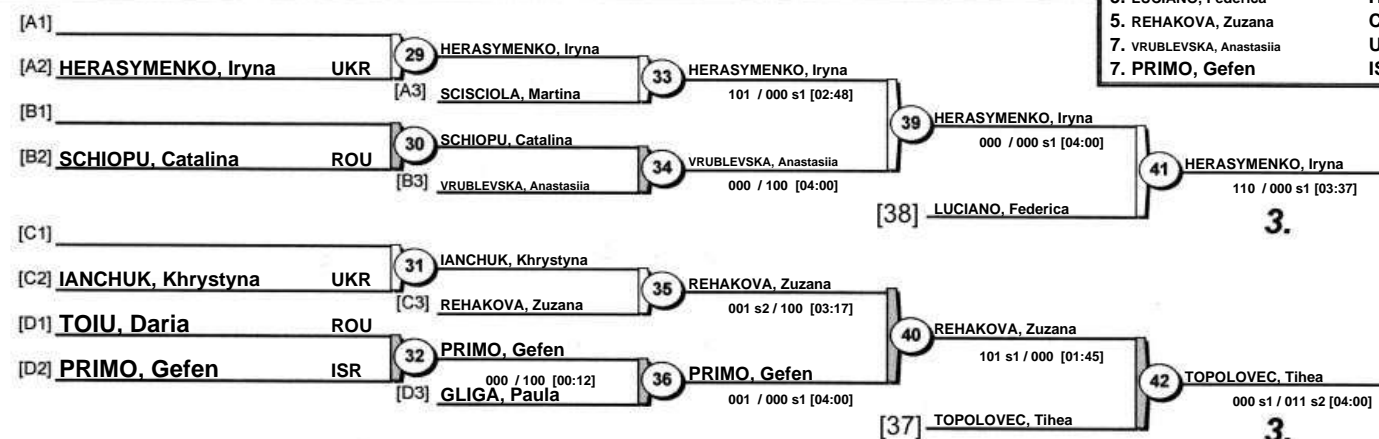 5. REHAKOVA, Zuzana C
7. VRUBLEVSKA, Anastasiia U
7. PRIMO, Gefen IS
[A1]
[A2] HERASYMENKO, Iryna UKR
29
HERASYMENKO, Iryna
[A3] SCISCIOLA, Martina
33
HERASYMENKO, Iryna
101 / 000 s1 [02:48]
[B1]
[B2] SCHIOPU, Catalina ROU
30
SCHIOPU, Catalina
[B3] VRUBLEVSKA, Anastasiia
34
VRUBLEVSKA, Anastasiia
000 / 100 [04:00]
39
HERASYMENKO, Iryna
000 / 000 s1 [04:00]
[38] LUCIANO, Federica
41
HERASYMENKO, Iryna
110 / 000 s1 [03:37]
3.
[C1]
[C2] IANCHUK, Khrystyna UKR
31
IANCHUK, Khrystyna
[C3] REHAKOVA, Zuzana
35
REHAKOVA, Zuzana
001 s2 / 100 [03:17]
[D1] TOIU, Daria ROU
[D2] PRIMO, Gefen ISR
32
PRIMO, Gefen
000 / 100 [00:12]
[D3] GLIGA, Paula
36
PRIMO, Gefen
001 / 000 s1 [04:00]
40
REHAKOVA, Zuzana
101 s1 / 000 [01:45]
[37] TOPOLOVEC, Tihea
42
TOPOLOVEC, Tihea
000 s1 / 011 s2 [04:00]
3.